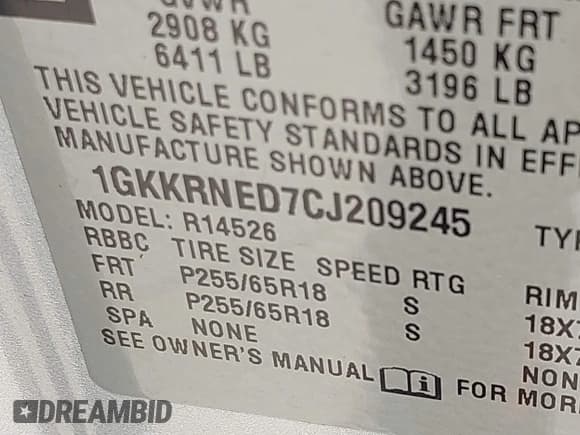 GVWR GAWR FRT
2908 KG 1450 KG
6411 LB 3196 LB
THIS VEHICLE CONFORMS TO ALL AP
VEHICLE SAFETY STANDARDS IN EFF
MANUFACTURE SHOWN ABOVE.
1GKKRNED7CJ209245 TYP
MODEL: R14526
RBBC TIRE SIZE SPEED RTG RIM
FRT P255/65R18 S 18X
RR P255/65R18 S 18X7
SPA NONE NON
SEE OWNER'S MANUAL i FOR MOR
DREAMBID